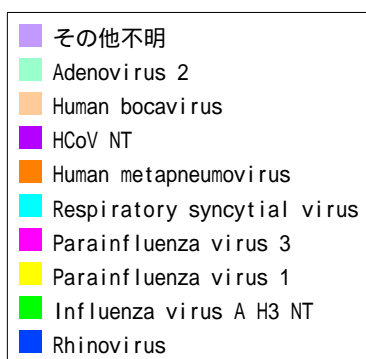 その他不明
Adenovirus 2
Human bocavirus
HCoV NT
Human metapneumovirus
Respiratory syncytial virus
Parainfluenza virus 3
Parainfluenza virus 1
Influenza virus A H3 NT
Rhinovirus